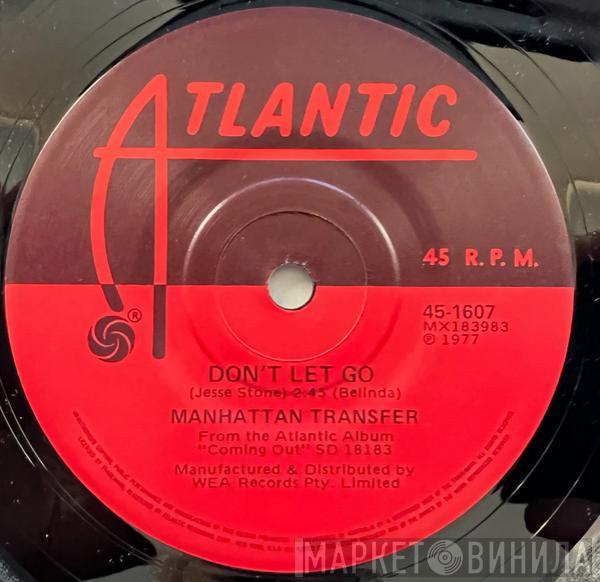 ATLANTIC
45 R.P.M.
45-1607
MX183983
℗ 1977
®
DON'T LET GO
(Jesse Stone) 2.45 (Belinda)
MANHATTAN TRANSFER
From the Atlantic Album
"Coming Out" SD 18183
Manufactured & Distributed by
WEA Records Pty. Limited
МАРКЕТ ВИНИЛА